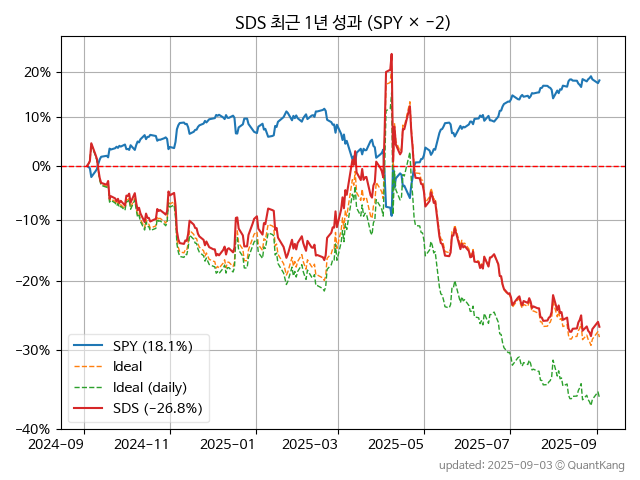 SDS 최근 1년 성과 (SPY × −2)
20%
10%
0%
−10%
−20%
−30%
−40%
SPY (18.1%)
Ideal
Ideal (daily)
SDS (−26.8%)
2024-09 2024-11 2025-01 2025-03 2025-05 2025-07 2025-09
updated: 2025-09-03 ⓒ QuantKang